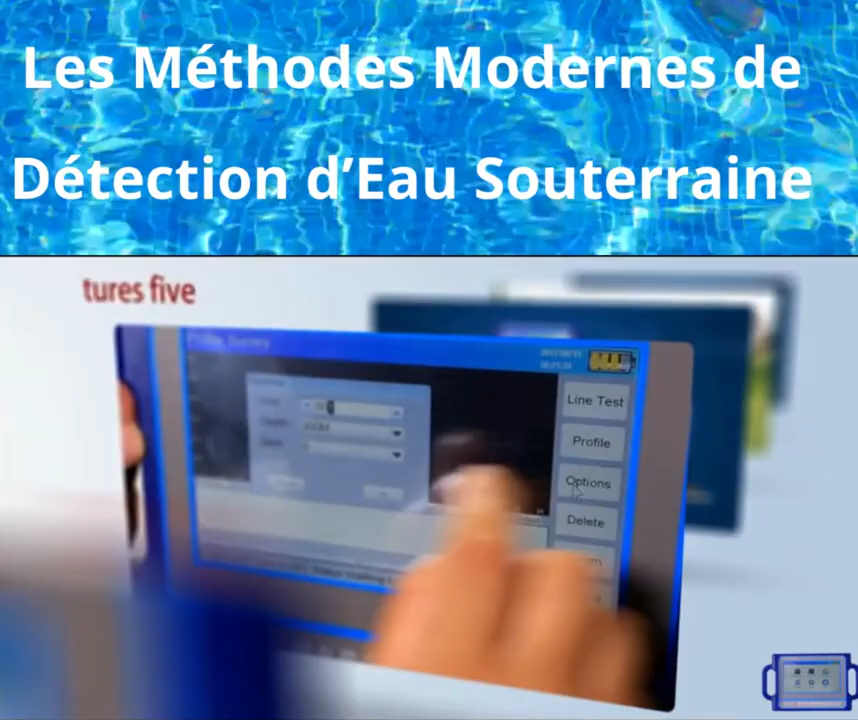 Les Méthodes Modernes de
Détection d’Eau Souterraine
tures five
Line Test
Profile
Options
Delete